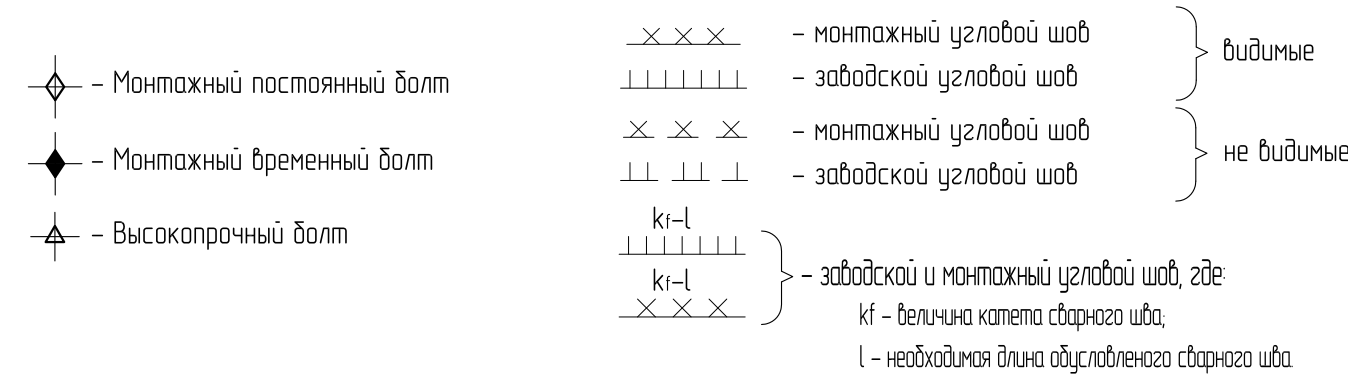 – Монтажный постоянный болт
– Монтажный временный болт
– Высокопрочный болт
– монтажный угловой шов
– заводской угловой шов
видимые
– монтажный угловой шов
– заводской угловой шов
не видимые
kf–l
kf–l
– заводской и монтажный угловой шов, где:
kf – величина катета сварного шва;
l – необходимая длина обусловленого сварного шва.